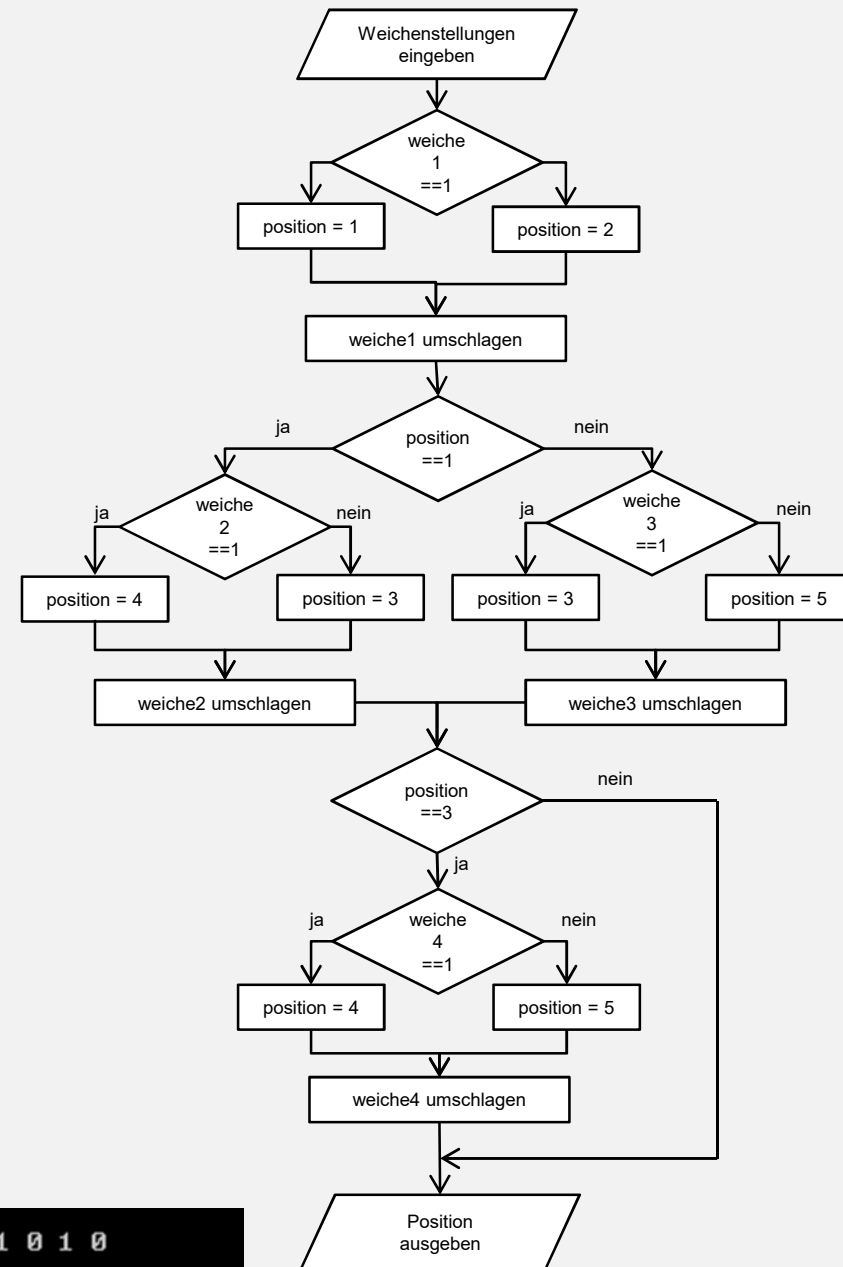 Weichenstellungen
eingeben
weiche
1
==1
position = 1
position = 2
weiche1 umschlagen
ja
position
==1
nein
ja
weiche
2
==1
nein
ja
weiche
3
==1
nein
position = 4
position = 3
position = 3
position = 5
weiche2 umschlagen
weiche3 umschlagen
position
==3
nein
ja
ja
weiche
4
==1
nein
position = 4
position = 5
weiche4 umschlagen
Position
ausgeben
1 0 1 0